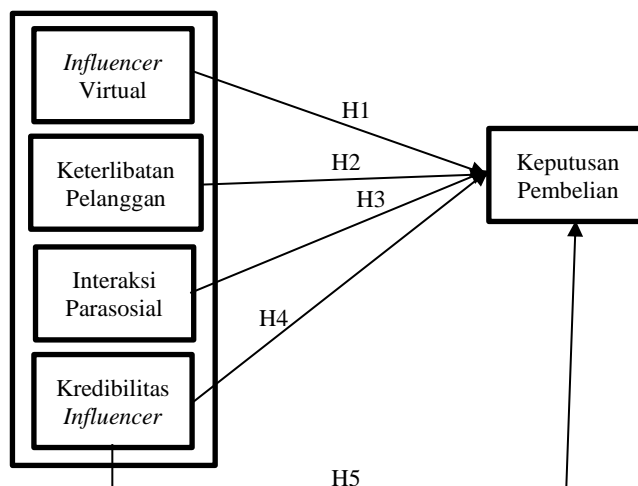 Influencer
Virtual
H1
Keterlibatan
Pelanggan
H2
Keputusan
Pembelian
H3
Interaksi
Parasosial
H4
Kredibilitas
Influencer
H5